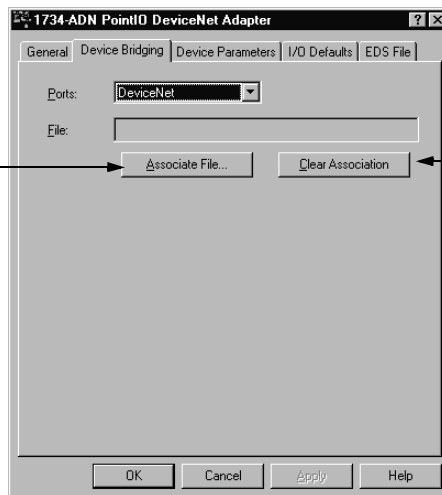 1734-ADN PointIO DeviceNet Adapter
General Device Bridging Device Parameters I/O Defaults EDS File
Ports: DeviceNet
File:
Associate File... Clear Association
OK Cancel Apply Help